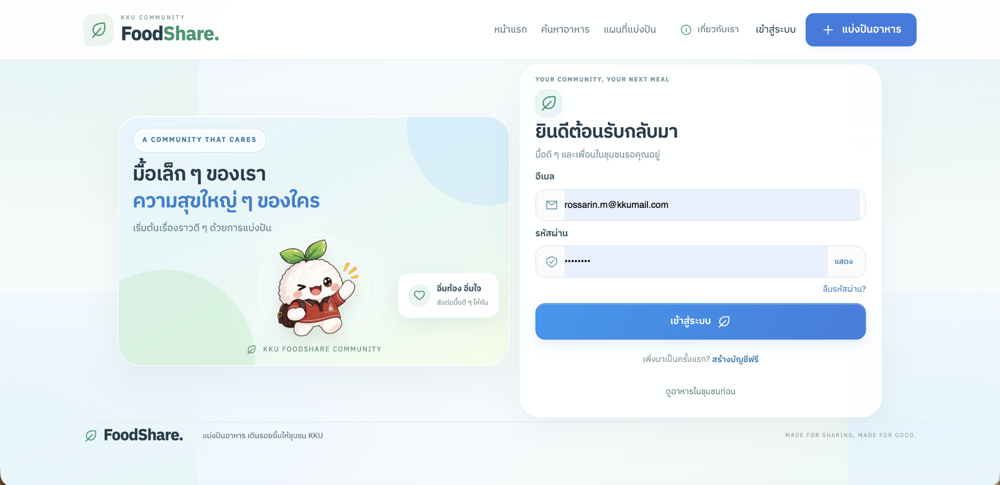 KKU COMMUNITY
FoodShare.
หน้าแรก
ค้นหาอาหาร
แผนที่แบ่งปัน
เกี่ยวกับเรา
เข้าสู่ระบบ
แบ่งปันอาหาร
A COMMUNITY THAT CARES
มื้อเล็ก ๆ ของเรา
ความสุขใหญ่ ๆ ของใคร
เริ่มต้นเรื่องราวดี ๆ ด้วยการแบ่งปัน
อิ่มท้อง อิ่มใจ
ส่งต่อมื้อดี ๆ ให้กัน
KKU FOODSHARE COMMUNITY
YOUR COMMUNITY, YOUR NEXT MEAL
ยินดีต้อนรับกลับมา
มื้อดี ๆ และเพื่อนในชุมชนรอคุณอยู่
อีเมล
rossarin.m@kkumail.com
รหัสผ่าน
••••••••
แสดง
ลืมรหัสผ่าน?
เข้าสู่ระบบ
เพิ่งมาเป็นครั้งแรก? สร้างบัญชีฟรี
ดูอาหารในชุมชนก่อน
FoodShare.
แบ่งปันอาหาร เติมรอยยิ้มให้ชุมชน KKU
MADE FOR SHARING, MADE FOR GOOD.